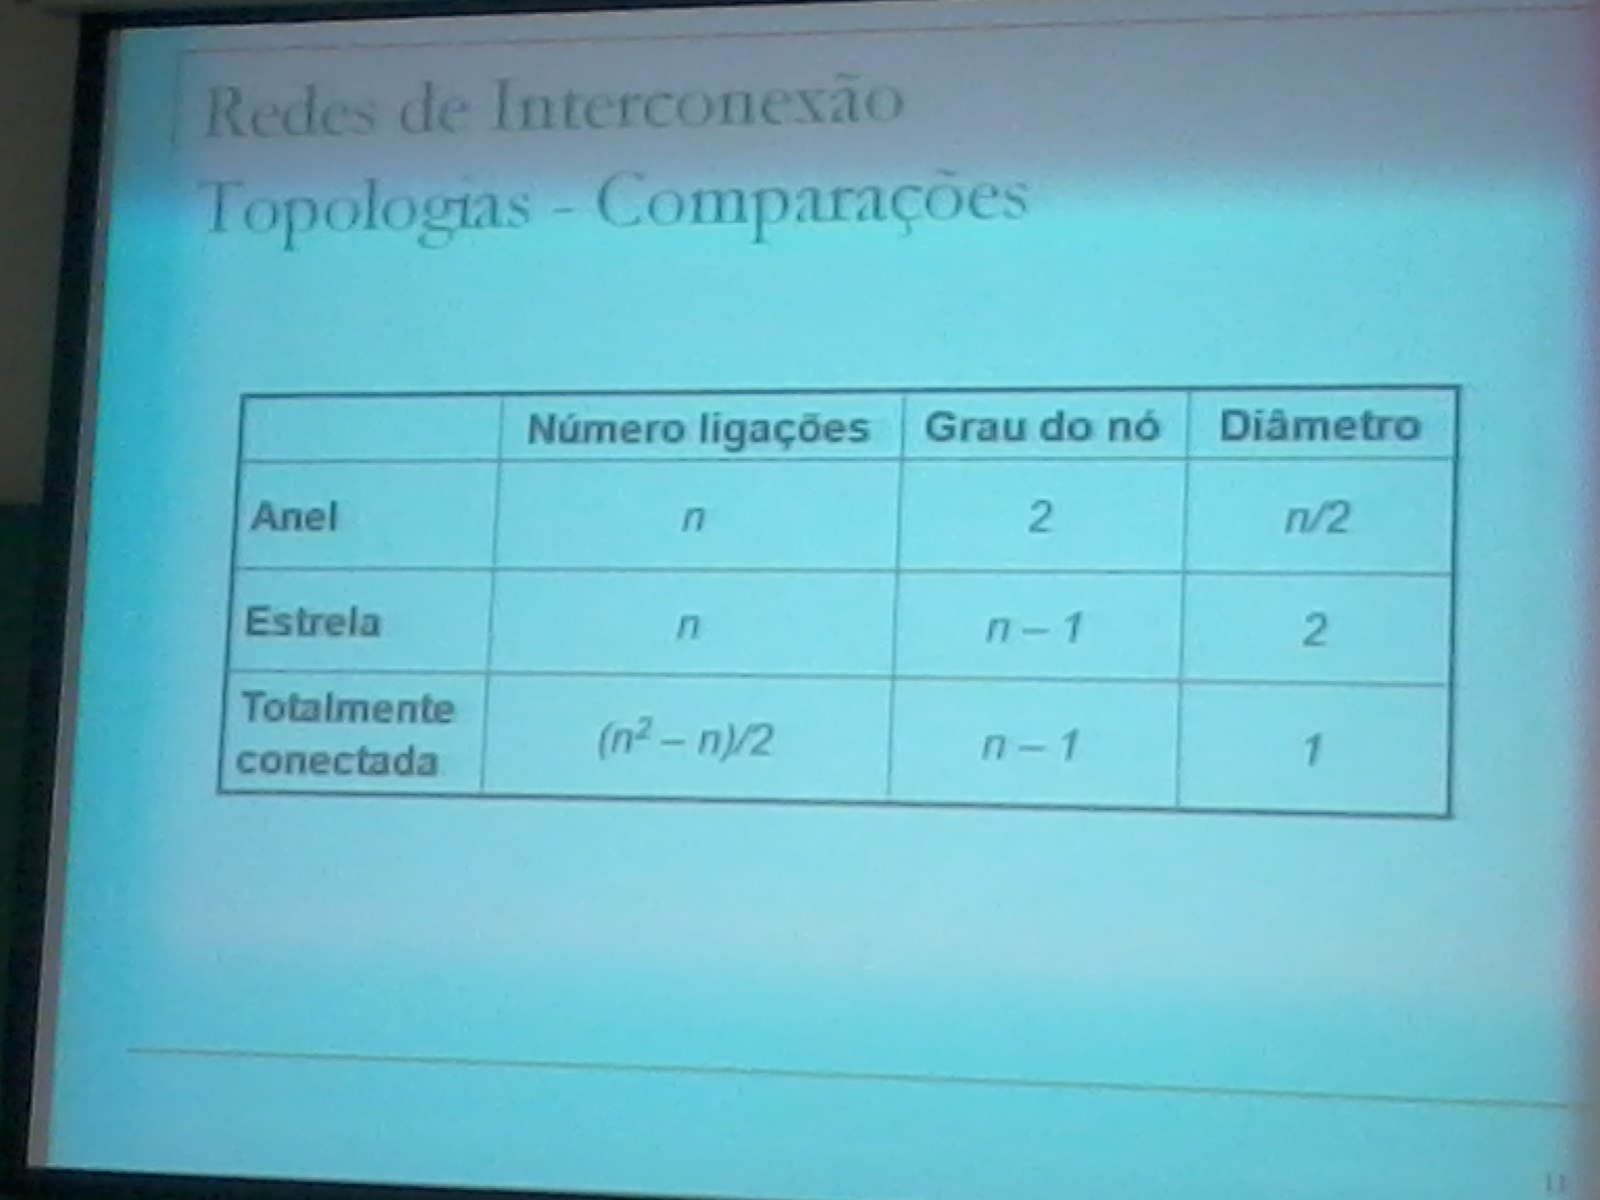 Redes de Interconexão
Topologias - Comparações
Número ligações Grau do nó Diâmetro
Anel n 2 n/2
Estrela n n – 1 2
Totalmente
conectada (n² – n)/2 n – 1 1
11